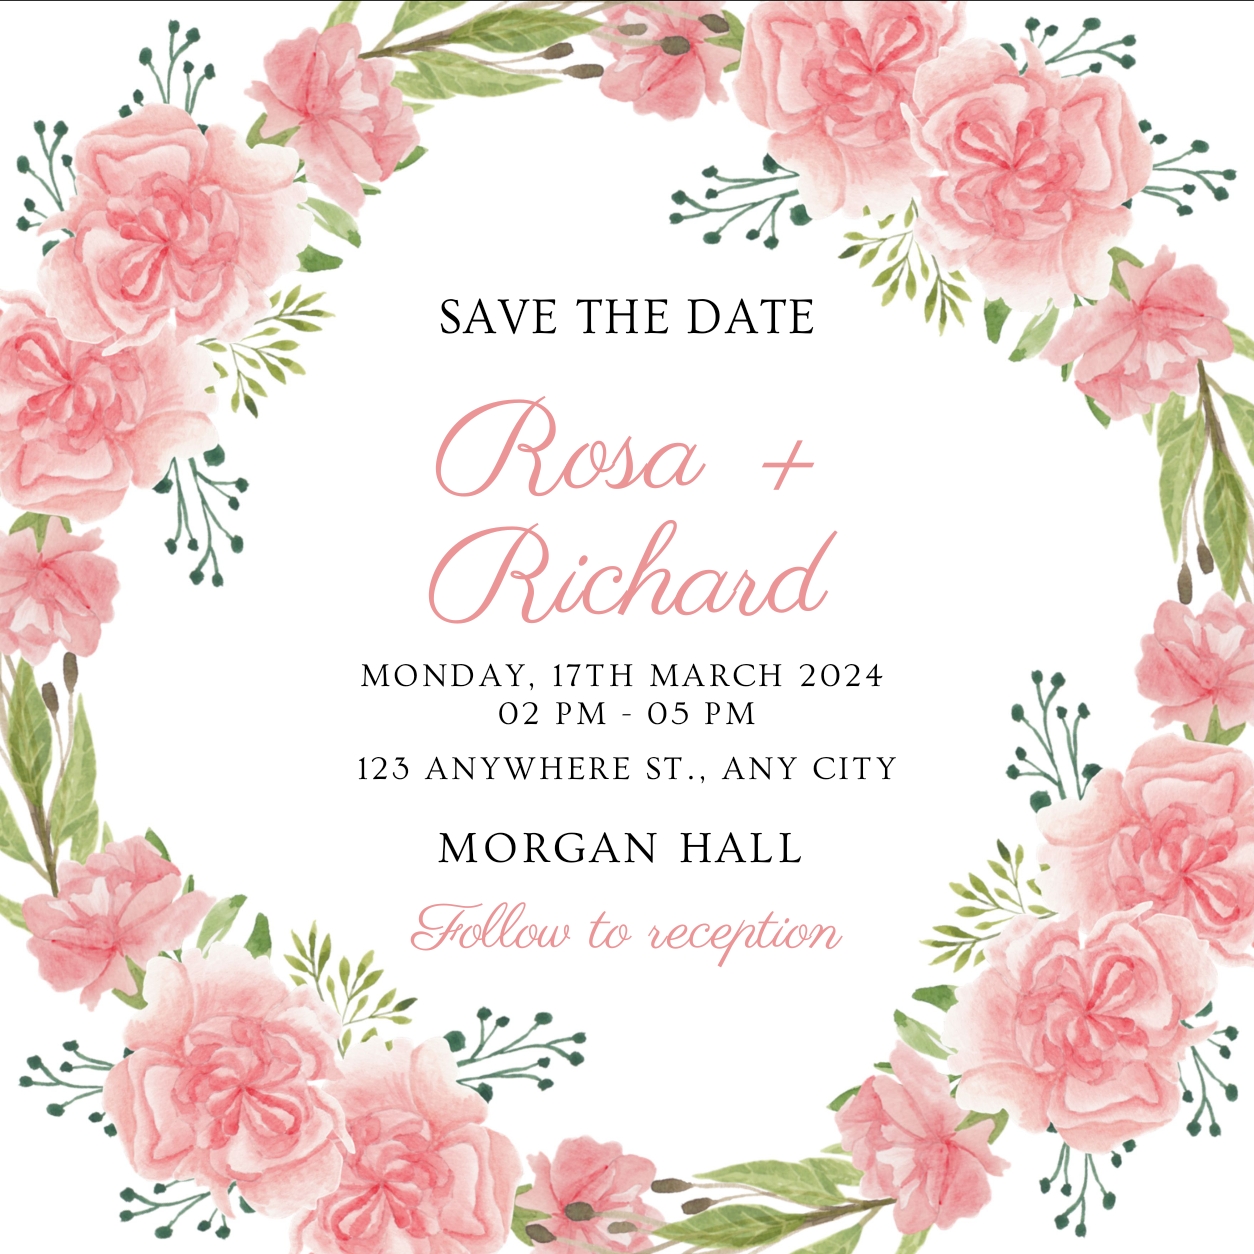 SAVE THE DATE
Rosa +
Richard
MONDAY, 17TH MARCH 2024
02 PM - 05 PM
123 ANYWHERE ST., ANY CITY
MORGAN HALL
Follow to reception